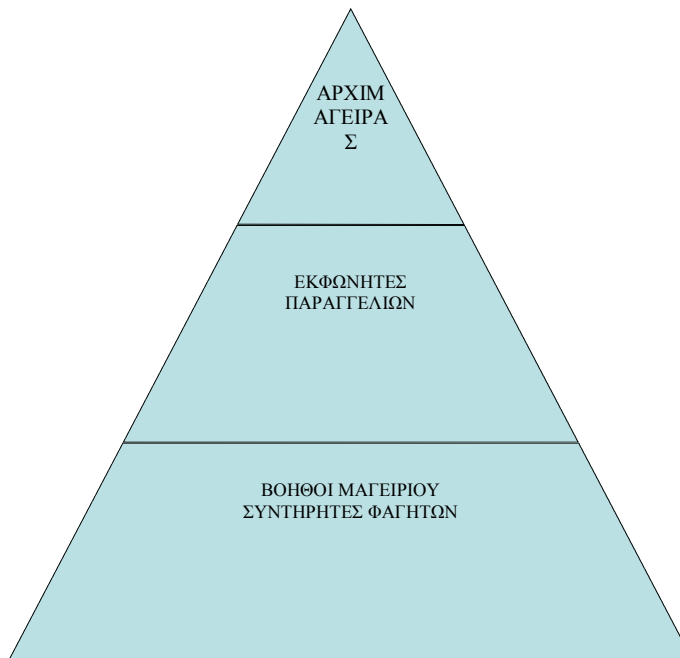 ΑΡΧΙΜ
ΑΓΕΙΡΑ
Σ
ΕΚΦΩΝΗΤΕΣ
ΠΑΡΑΓΓΕΛΙΩΝ
ΒΟΗΘΟΙ ΜΑΓΕΙΡΙΟΥ
ΣΥΝΤΗΡΗΤΕΣ ΦΑΓΗΤΩΝ